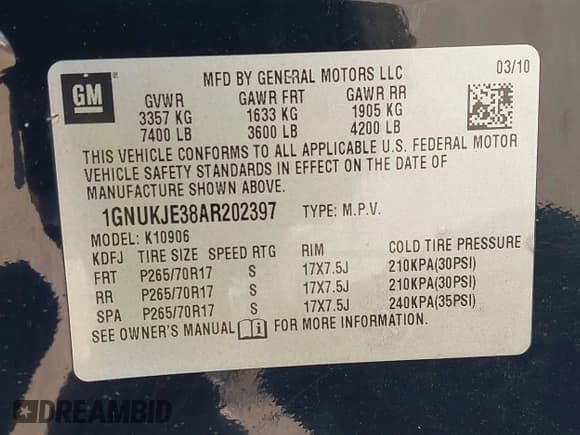 GM
®
MFD BY GENERAL MOTORS LLC
03/10
GVWR GAWR FRT GAWR RR
3357 KG 1633 KG 1905 KG
7400 LB 3600 LB 4200 LB
THIS VEHICLE CONFORMS TO ALL APPLICABLE U.S. FEDERAL MOTOR
VEHICLE SAFETY STANDARDS IN EFFECT ON THE DATE OF
MANUFACTURE SHOWN ABOVE.
1GNUKJE38AR202397 TYPE: M.P.V.
MODEL: K10906
KDFJ TIRE SIZE SPEED RTG RIM COLD TIRE PRESSURE
FRT P265/70R17 S 17X7.5J 210KPA(30PSI)
RR P265/70R17 S 17X7.5J 210KPA(30PSI)
SPA P265/70R17 S 17X7.5J 240KPA(35PSI)
SEE OWNER'S MANUAL FOR MORE INFORMATION.
DREAMBID